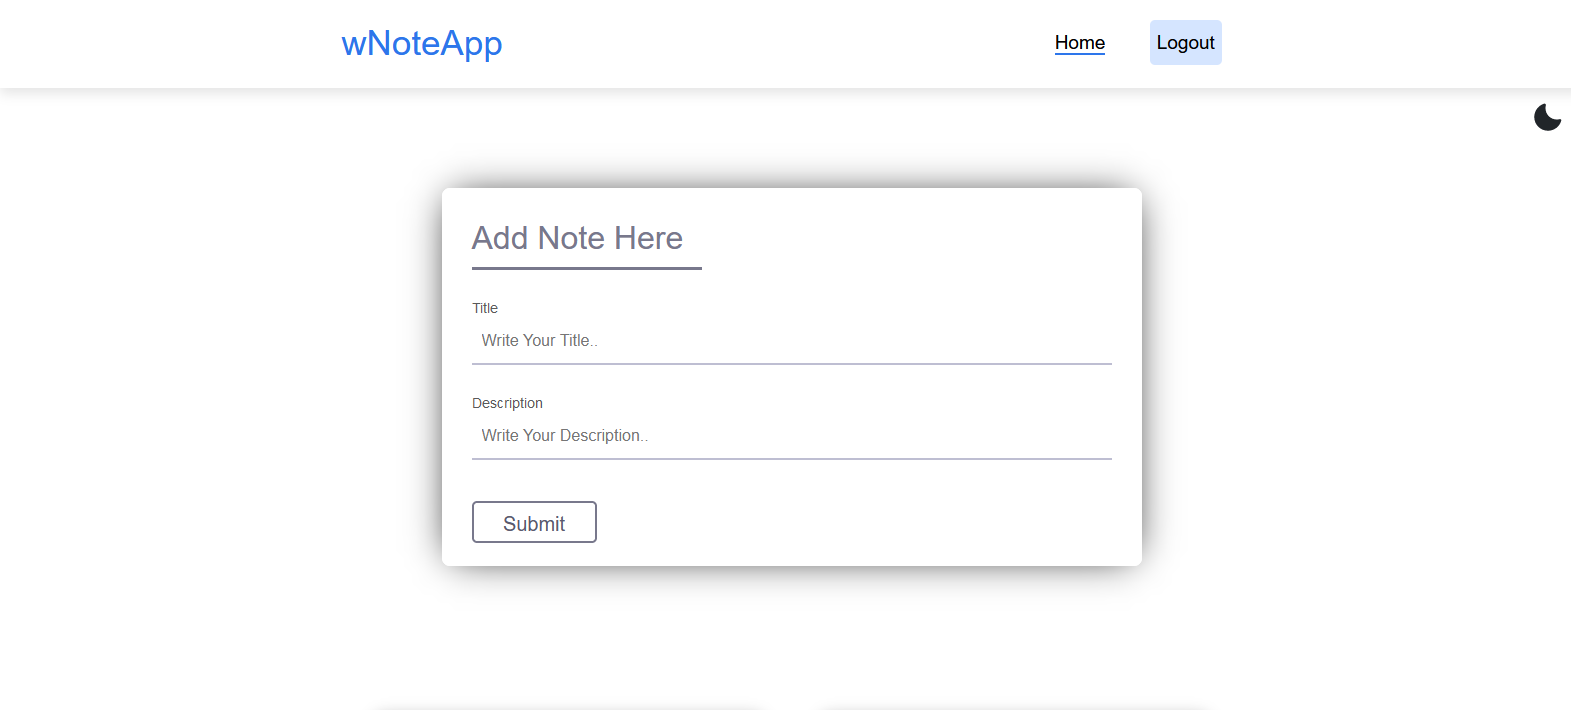 wNoteApp
Home
Logout
Add Note Here
Title
Write Your Title..
Description
Write Your Description..
Submit